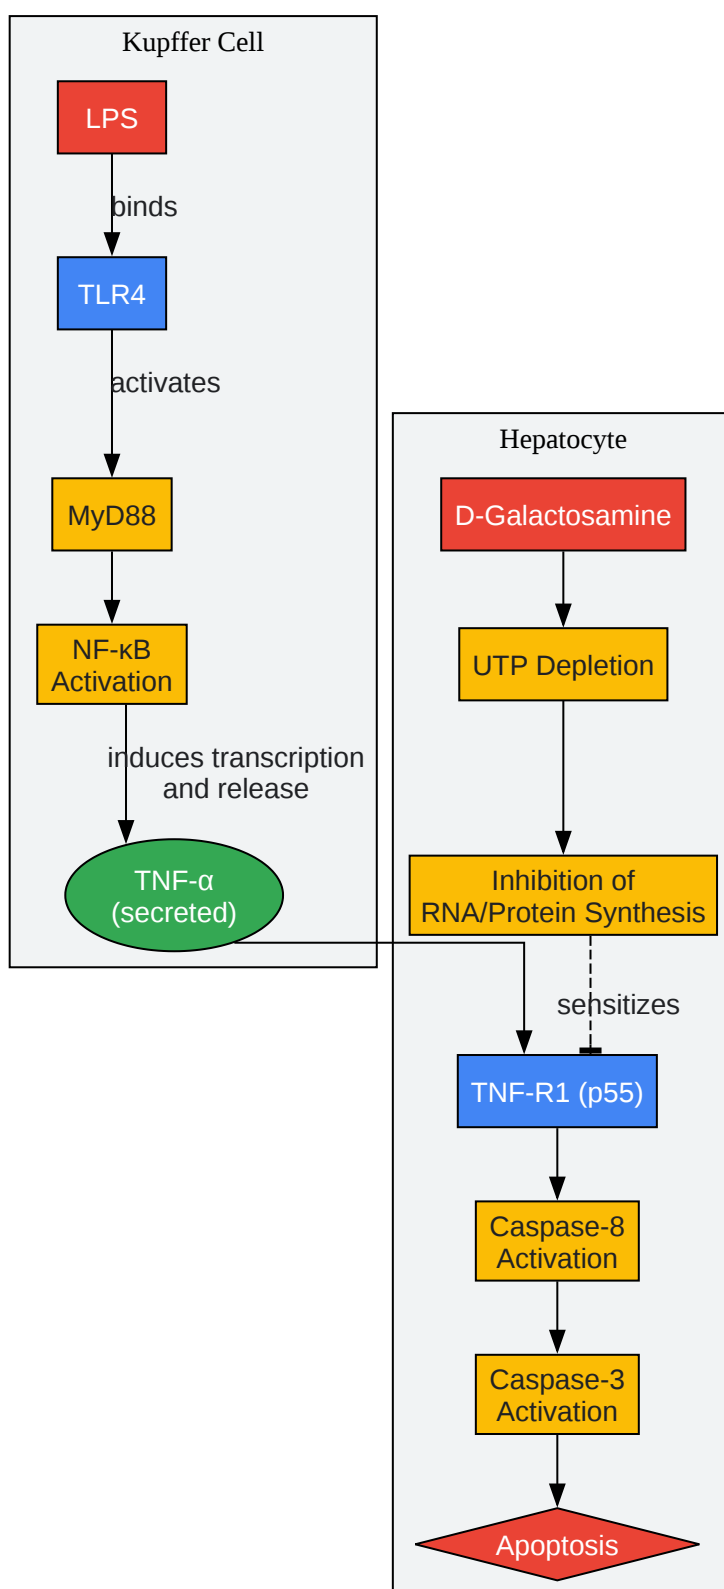 Kupffer Cell
LPS
binds
TLR4
activates
MyD88
NF-κB
Activation
induces transcription
and release
TNF-α
(secreted)
Hepatocyte
D-Galactosamine
UTP Depletion
Inhibition of
RNA/Protein Synthesis
sensitizes
TNF-R1 (p55)
Caspase-8
Activation
Caspase-3
Activation
Apoptosis